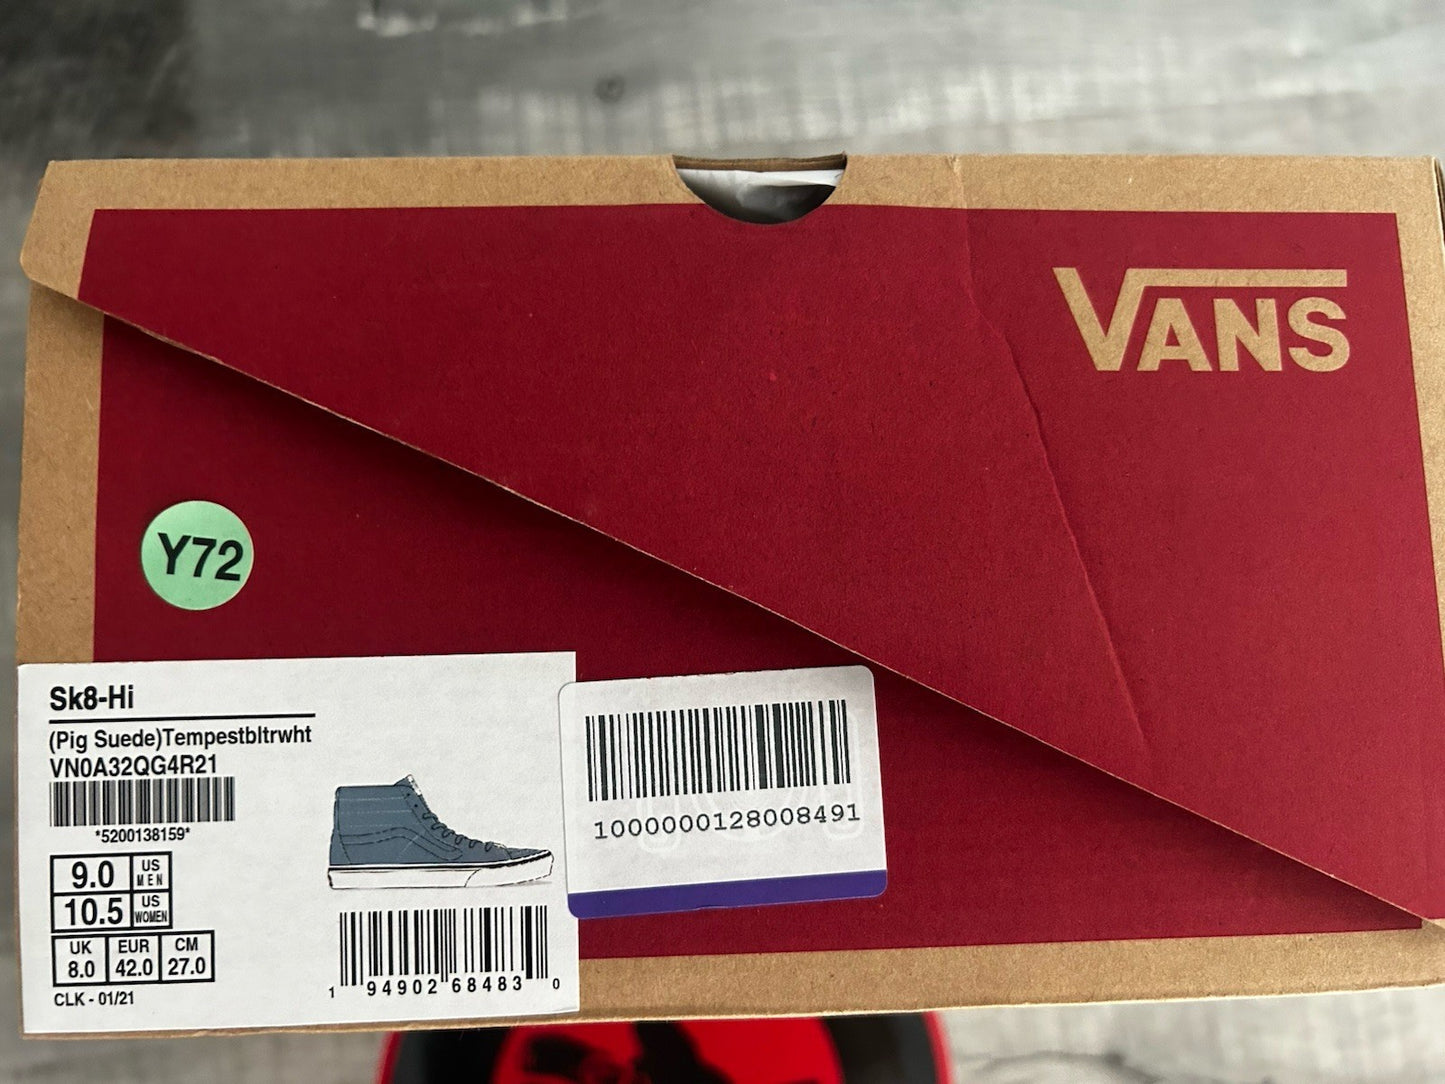 VANS
Y72
Sk8-Hi
(Pig Suede)Tempestbltrwht
VN0A32QG4R21
*5200138159*
9.0 US MEN
10.5 US WOMEN
UK EUR CM
8.0 42.0 27.0
CLK - 01/21
1 94902 68483 0
1000000128008491